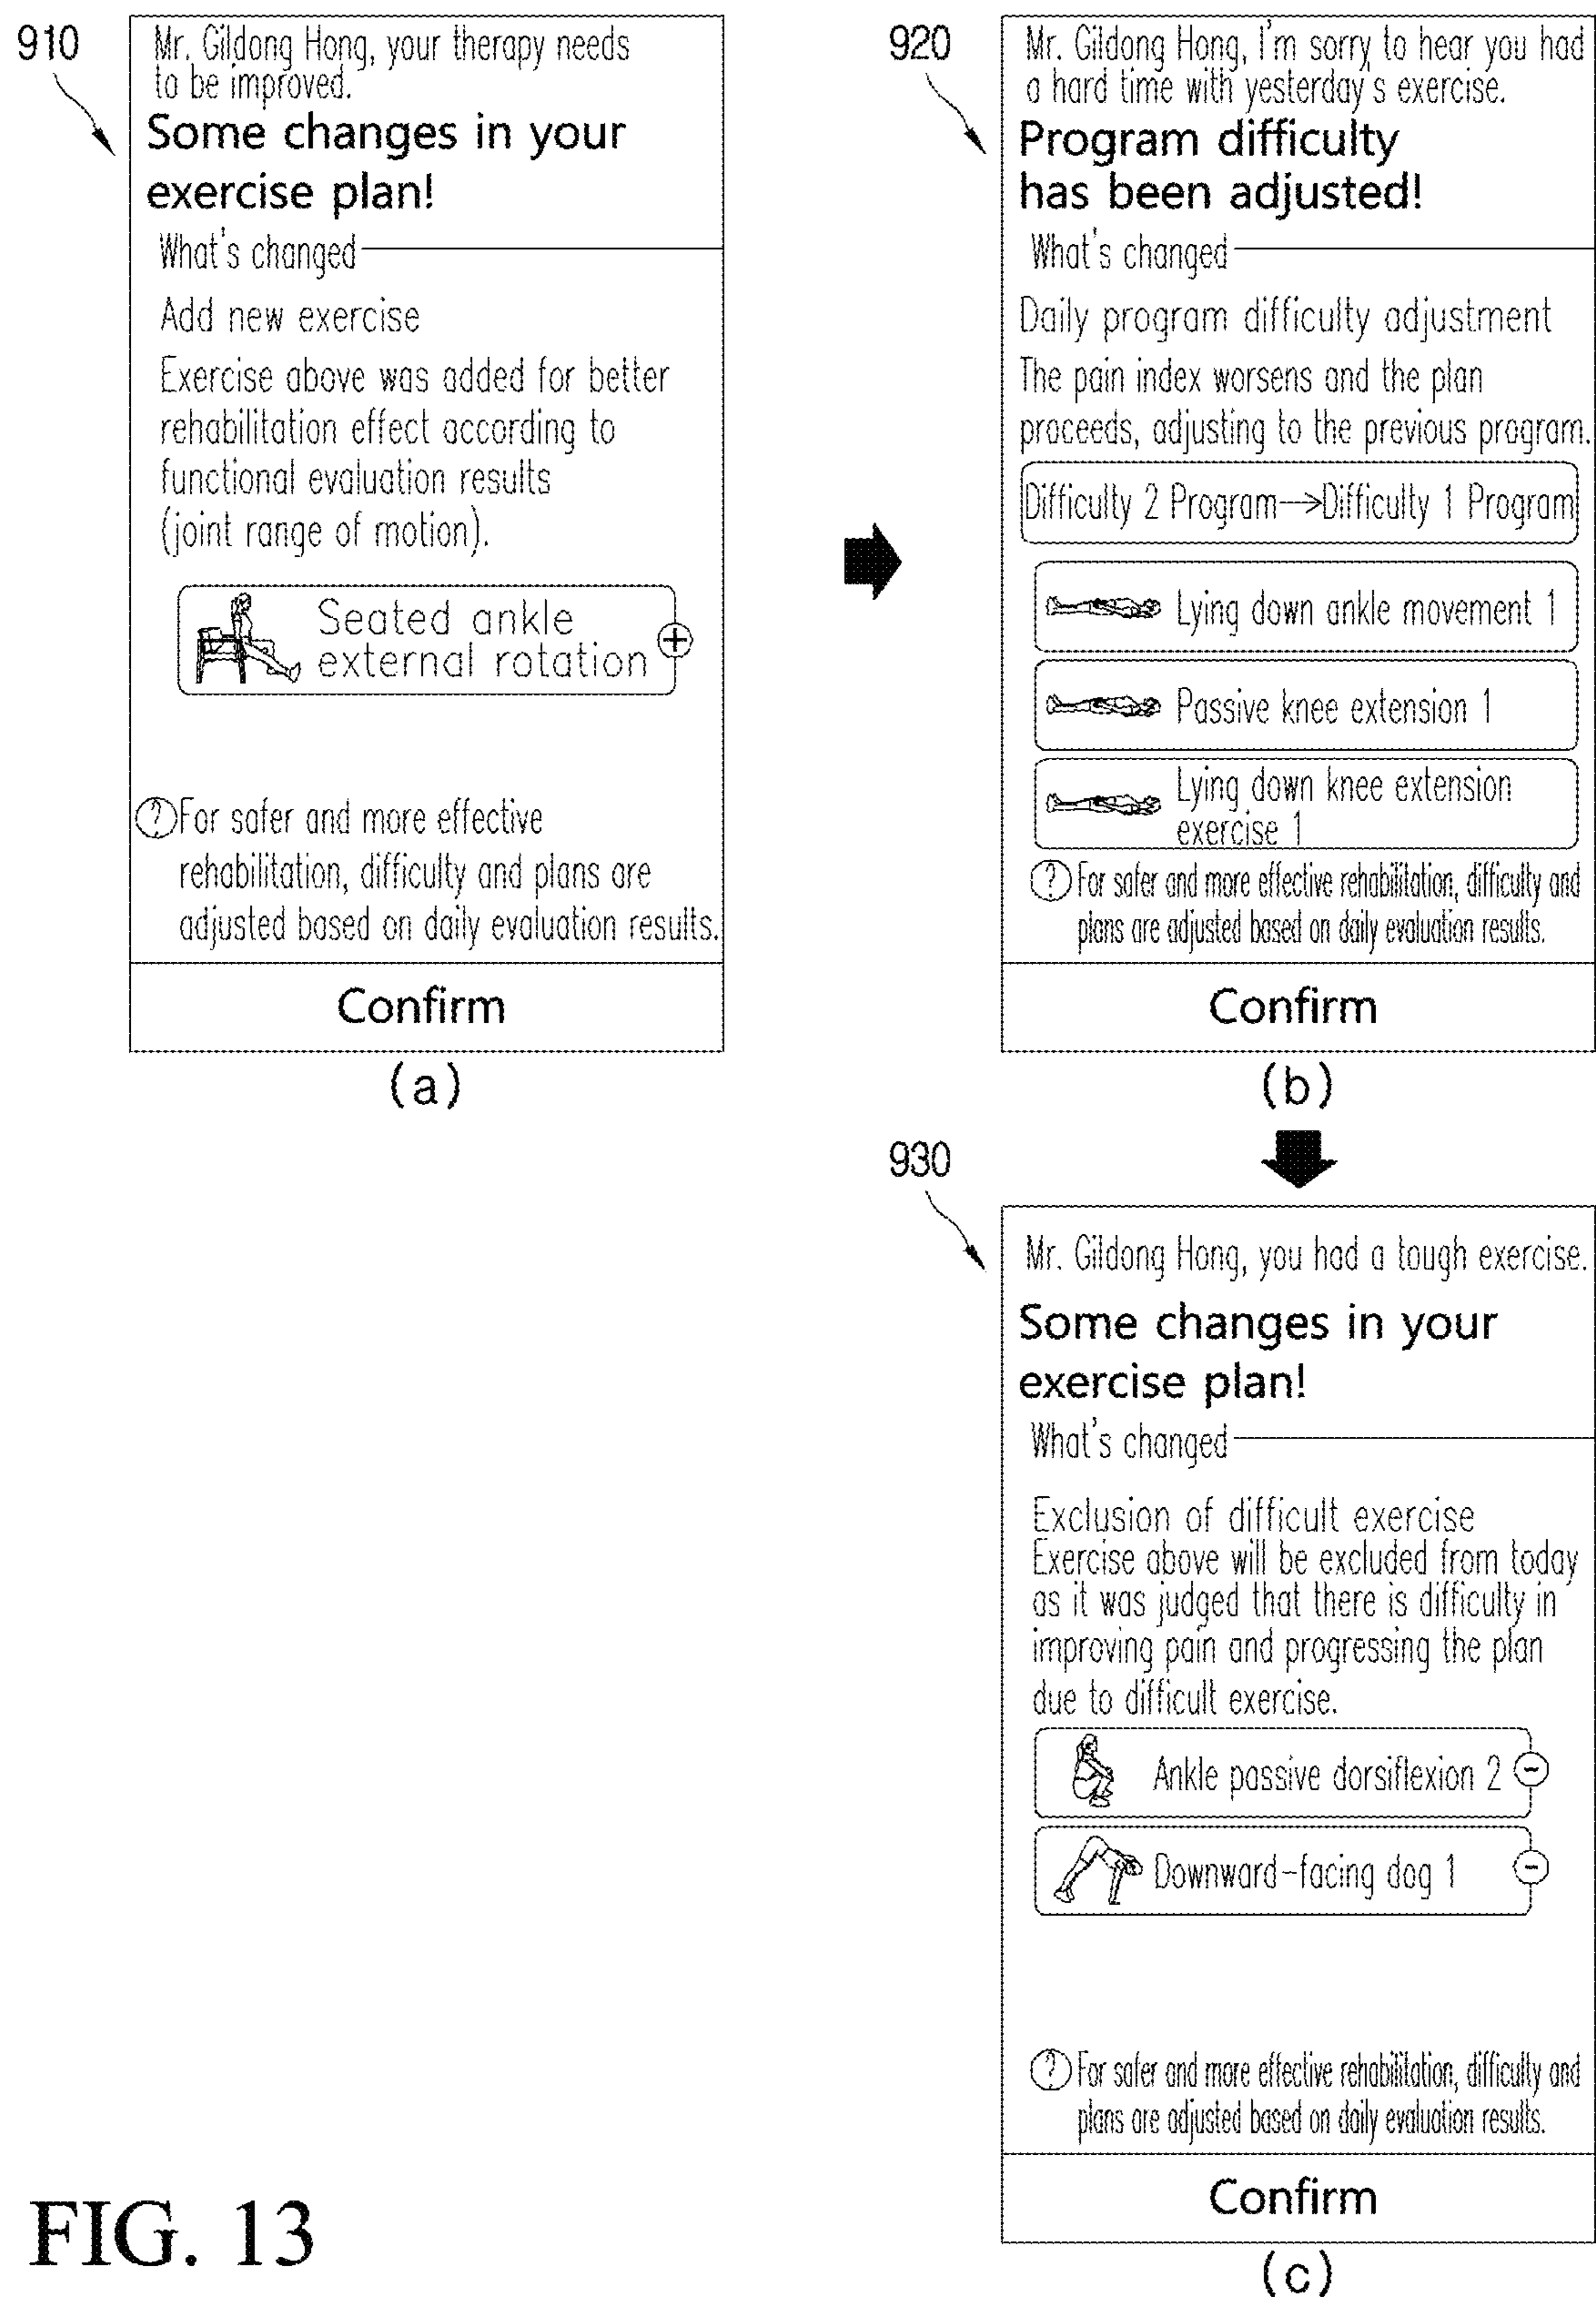 910
Mr. Gildong Hong, your therapy needs
to be improved.
Some changes in your
exercise plan!
What's changed
Add new exercise
Exercise above was added for better
rehabilitation effect according to
functional evaluation results
(joint range of motion).
Seated ankle
external rotation
+
?
For safer and more effective
rehabilitation, difficulty and plans are
adjusted based on daily evaluation results.
Confirm
(a)
920
Mr. Gildong Hong, I'm sorry to hear you had
a hard time with yesterday's exercise.
Program difficulty
has been adjusted!
What's changed
Daily program difficulty adjustment
The pain index worsens and the plan
proceeds, adjusting to the previous program.
Difficulty 2 Program→Difficulty 1 Program
Lying down ankle movement 1
Passive knee extension 1
Lying down knee extension
exercise 1
?
For safer and more effective rehabilitation, difficulty and
plans are adjusted based on daily evaluation results.
Confirm
(b)
930
Mr. Gildong Hong, you had a tough exercise.
Some changes in your
exercise plan!
What's changed
Exclusion of difficult exercise
Exercise above will be excluded from today
as it was judged that there is difficulty in
improving pain and progressing the plan
due to difficult exercise.
Ankle passive dorsiflexion 2
-
Downward-facing dog 1
-
?
For safer and more effective rehabilitation, difficulty and
plans are adjusted based on daily evaluation results.
Confirm
(c)
FIG. 13